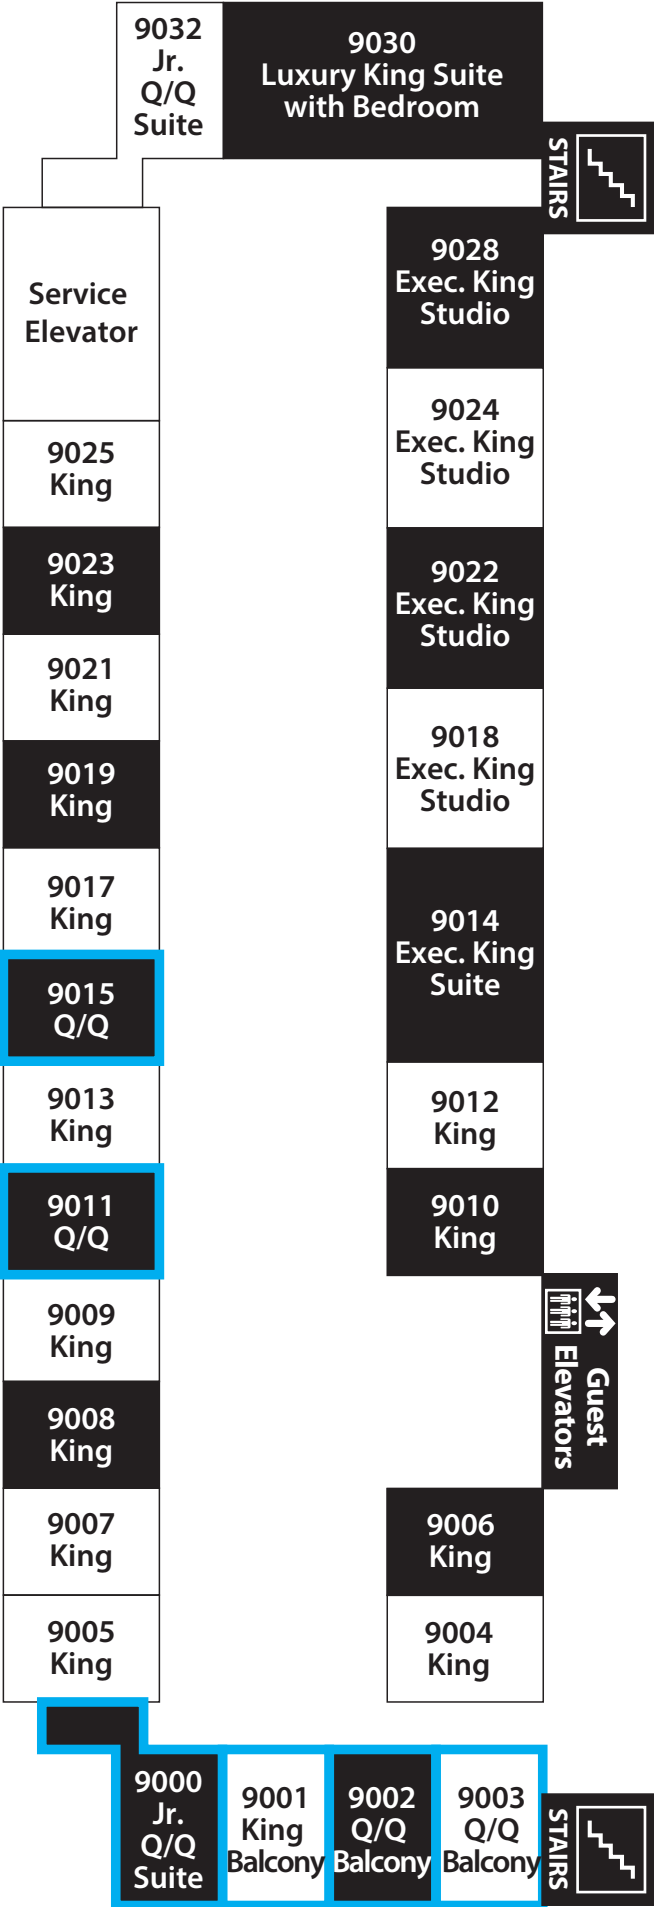 9032
Jr.
Q/Q
Suite
9030
Luxury King Suite
with Bedroom
STAIRS
Service
Elevator
9028
Exec. King
Studio
9025
King
9024
Exec. King
Studio
9023
King
9022
Exec. King
Studio
9021
King
9019
King
9018
Exec. King
Studio
9017
King
9014
Exec. King
Suite
9015
Q/Q
9013
King
9012
King
9011
Q/Q
9010
King
9009
King
Guest
Elevators
9008
King
9007
King
9006
King
9005
King
9004
King
9000
Jr.
Q/Q
Suite
9001
King
Balcony
9002
Q/Q
Balcony
9003
Q/Q
Balcony
STAIRS